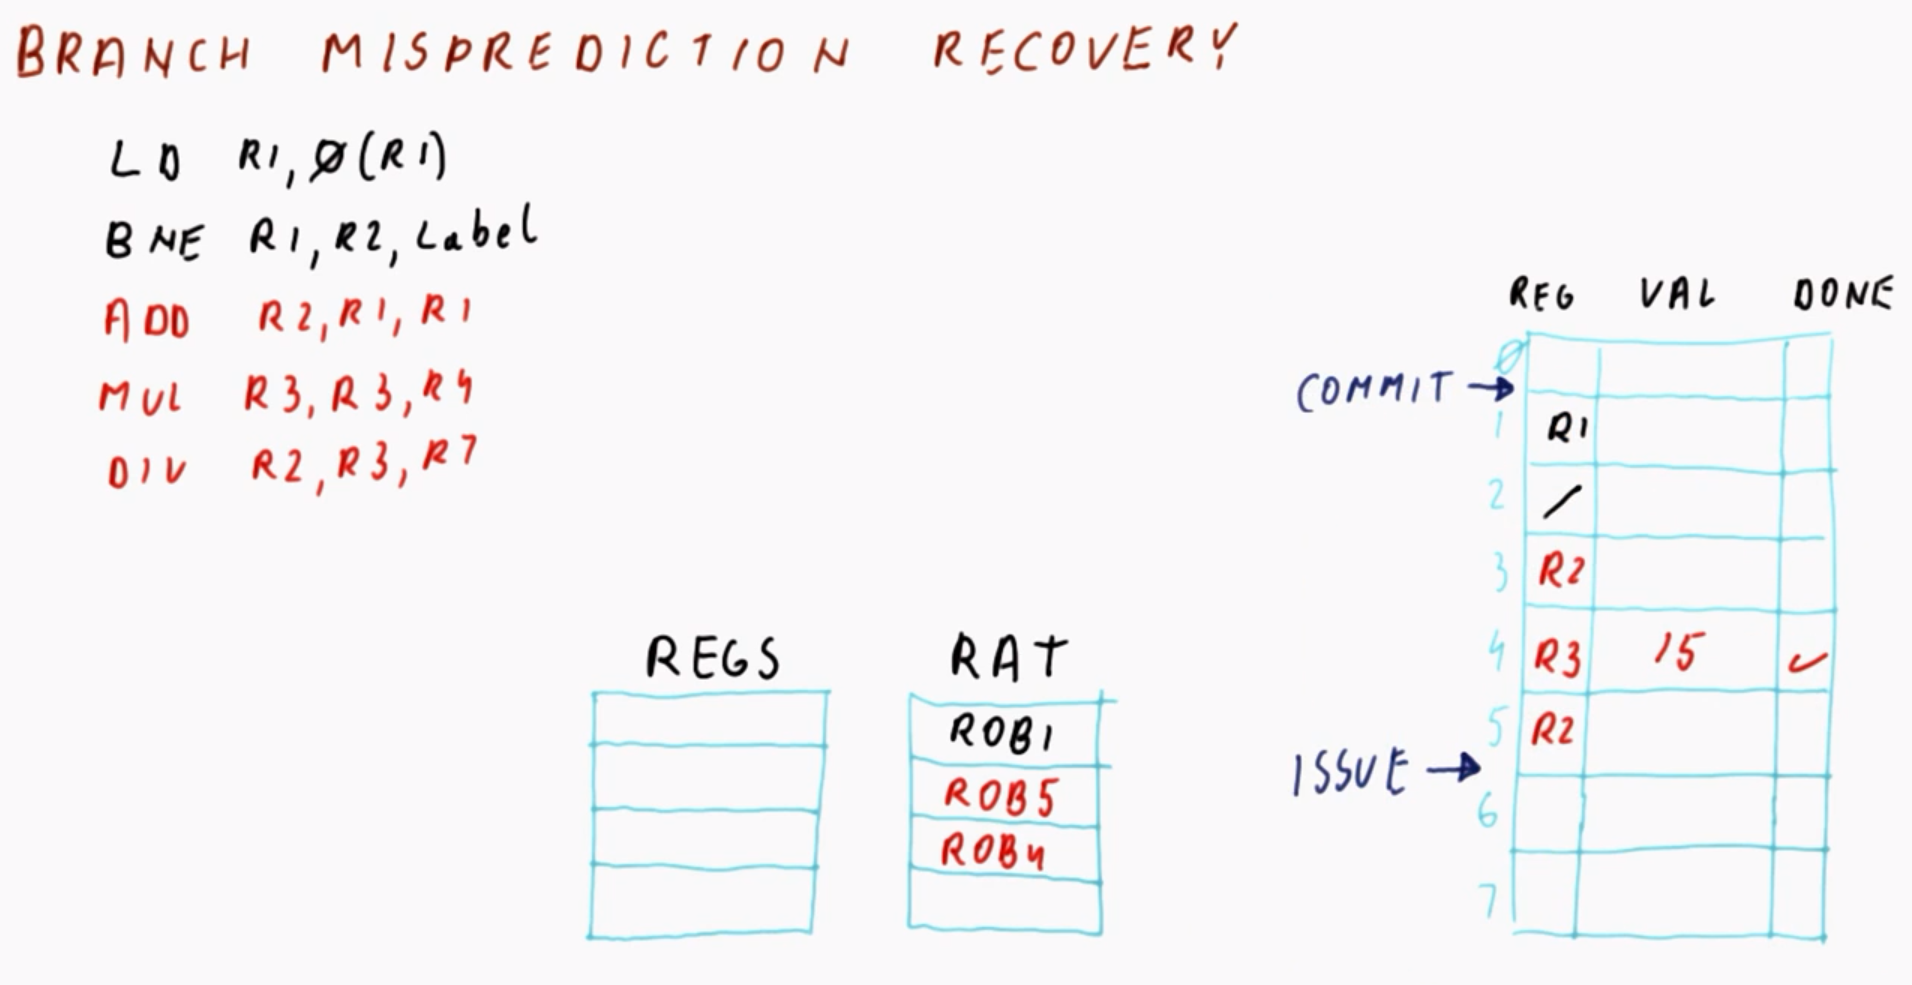 BRANCH MISPREDICTION RECOVERY
LD R1, Ø(R1)
BNE R1, R2, Label
ADD R2, R1, R1
MUL R3, R3, R4
DIV R2, R3, R7
REG VAL DONE
Ø
COMMIT →
1 R1
2 /
3 R2
4 R3 15 ✓
5 R2
ISSUE →
6
7
REGS RAT
ROB1
ROB5
ROB4